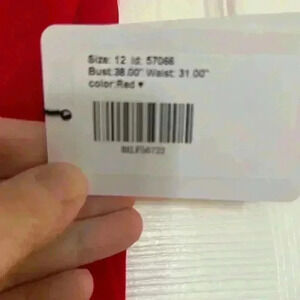 Size: 12 Id: 57066
Bust:38.00" Waist: 31.00"
color:Red ▾